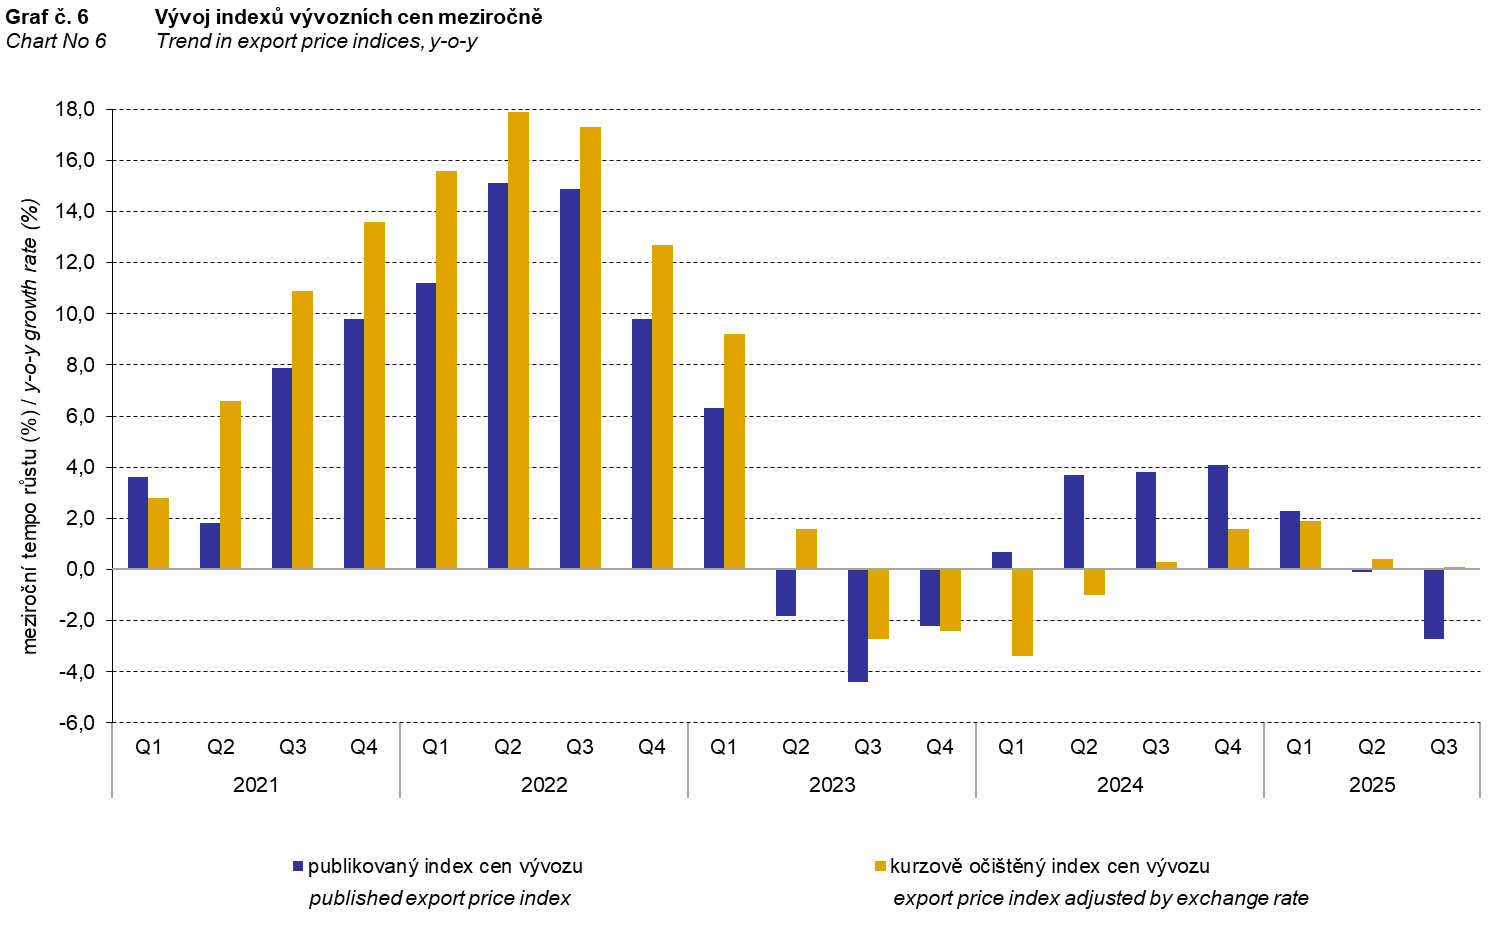 Graf č. 6 Vývoj indexů vývozních cen meziročně
Chart No 6 Trend in export price indices, y-o-y
meziroční tempo růstu (%) / y-o-y growth rate (%)
18,0
16,0
14,0
12,0
10,0
8,0
6,0
4,0
2,0
0,0
-2,0
-4,0
-6,0
Q1 Q2 Q3 Q4 Q1 Q2 Q3 Q4 Q1 Q2 Q3 Q4 Q1 Q2 Q3 Q4 Q1 Q2 Q3
2021 2022 2023 2024 2025
publikovaný index cen vývozu kurzově očištěný index cen vývozu
published export price index export price index adjusted by exchange rate